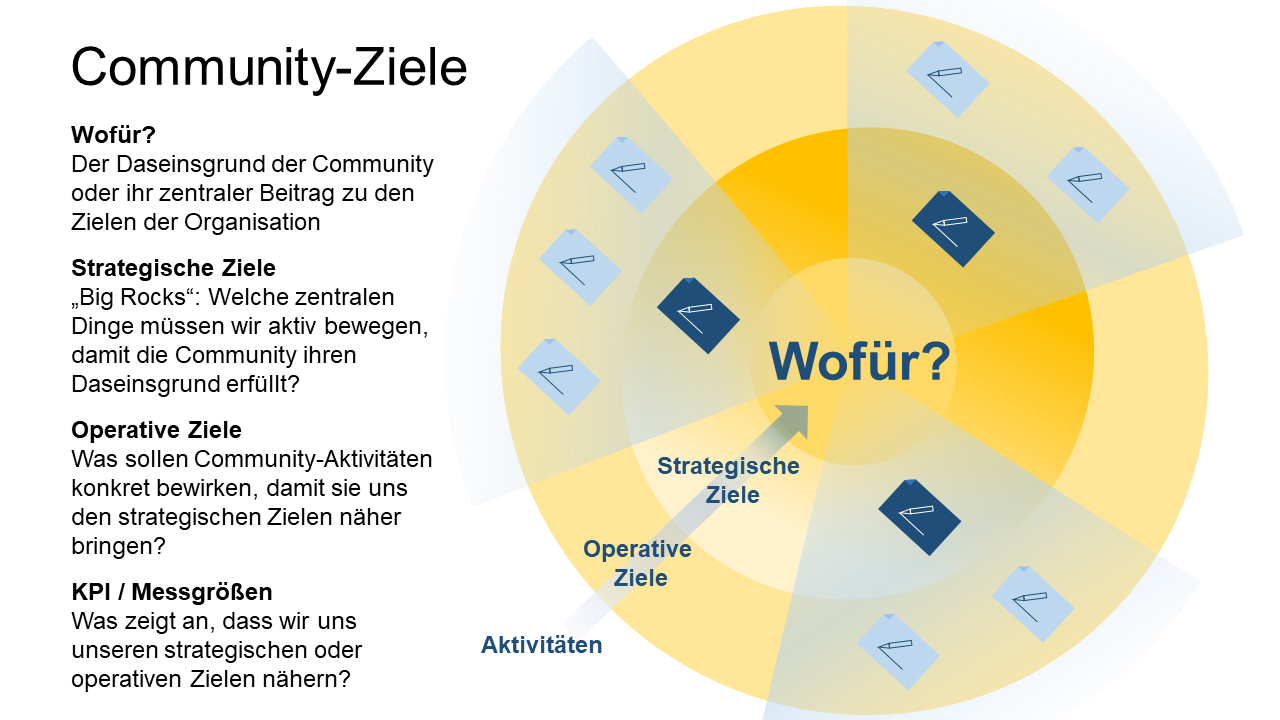 Community-Ziele
Wofür?
Der Daseinsgrund der Community
oder ihr zentraler Beitrag zu den
Zielen der Organisation
Strategische Ziele
„Big Rocks“: Welche zentralen
Dinge müssen wir aktiv bewegen,
damit die Community ihren
Daseinsgrund erfüllt?
Operative Ziele
Was sollen Community-Aktivitäten
konkret bewirken, damit sie uns
den strategischen Zielen näher
bringen?
KPI / Messgrößen
Was zeigt an, dass wir uns
unseren strategischen oder
operativen Zielen nähern?
Wofür?
Strategische
Ziele
Operative
Ziele
Aktivitäten